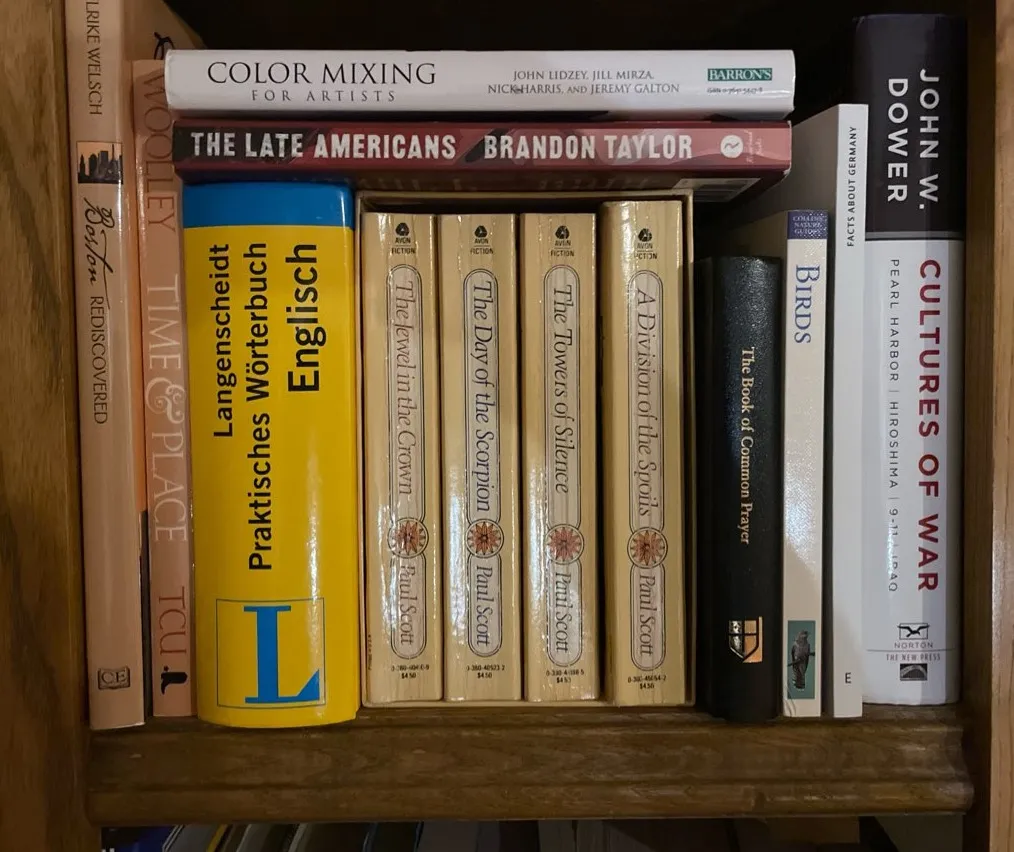 COLOR MIXING
FOR ARTISTS
JOHN LIDZEY, JILL MIRZA,
NICK HARRIS, AND JEREMY GALTON
BARRON'S
THE LATE AMERICANS BRANDON TAYLOR
LRIKE WELSCH
Boston REDISCOVERED
CE
WOOLLEY TIME & PLACE TCU
Langenscheidt
Praktisches Wörterbuch
Englisch
L
AVON
FICTION
The Jewel in the Crown
Paul Scott
$4.50
AVON
FICTION
The Day of the Scorpion
Paul Scott
$4.50
AVON
FICTION
The Towers of Silence
Paul Scott
AVON
FICTION
A Division of the Spoils
Paul Scott
$4.50
The Book of Common Prayer
COLLINS
NATURE GUIDES
BIRDS
FACTS ABOUT GERMANY
E
JOHN W.
DOWER
CULTURES OF WAR
PEARL HARBOR | HIROSHIMA | 9-11 | IRAQ
NORTON
THE NEW PRESS